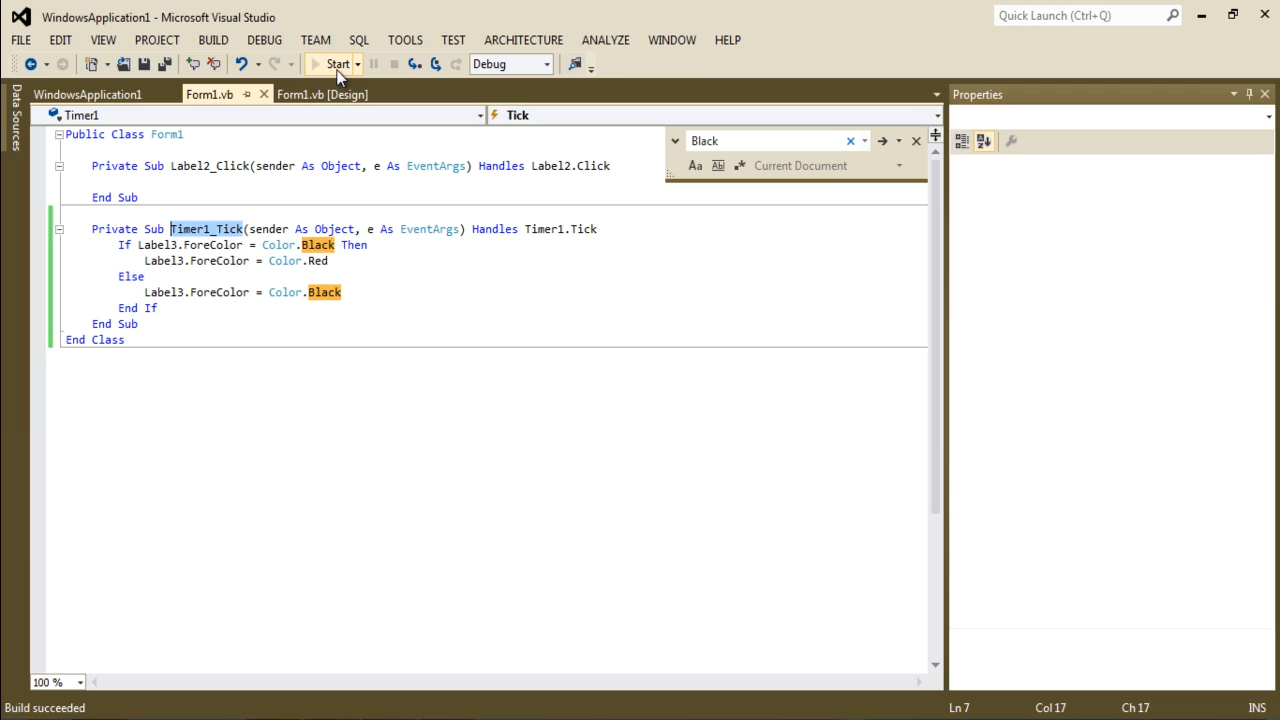 WindowsApplication1 - Microsoft Visual Studio
Quick Launch (Ctrl+Q)
FILE EDIT VIEW PROJECT BUILD DEBUG TEAM SQL TOOLS TEST ARCHITECTURE ANALYZE WINDOW HELP
Start Debug
Data Sources
WindowsApplication1 Form1.vb Form1.vb [Design]
Properties
Timer1 Tick
Public Class Form1
Black
Private Sub Label2_Click(sender As Object, e As EventArgs) Handles Label2.Click
Aa Ab Current Document
End Sub
Private Sub Timer1_Tick(sender As Object, e As EventArgs) Handles Timer1.Tick
If Label3.ForeColor = Color.Black Then
Label3.ForeColor = Color.Red
Else
Label3.ForeColor = Color.Black
End If
End Sub
End Class
100 %
Build succeeded Ln 7 Col 17 Ch 17 INS